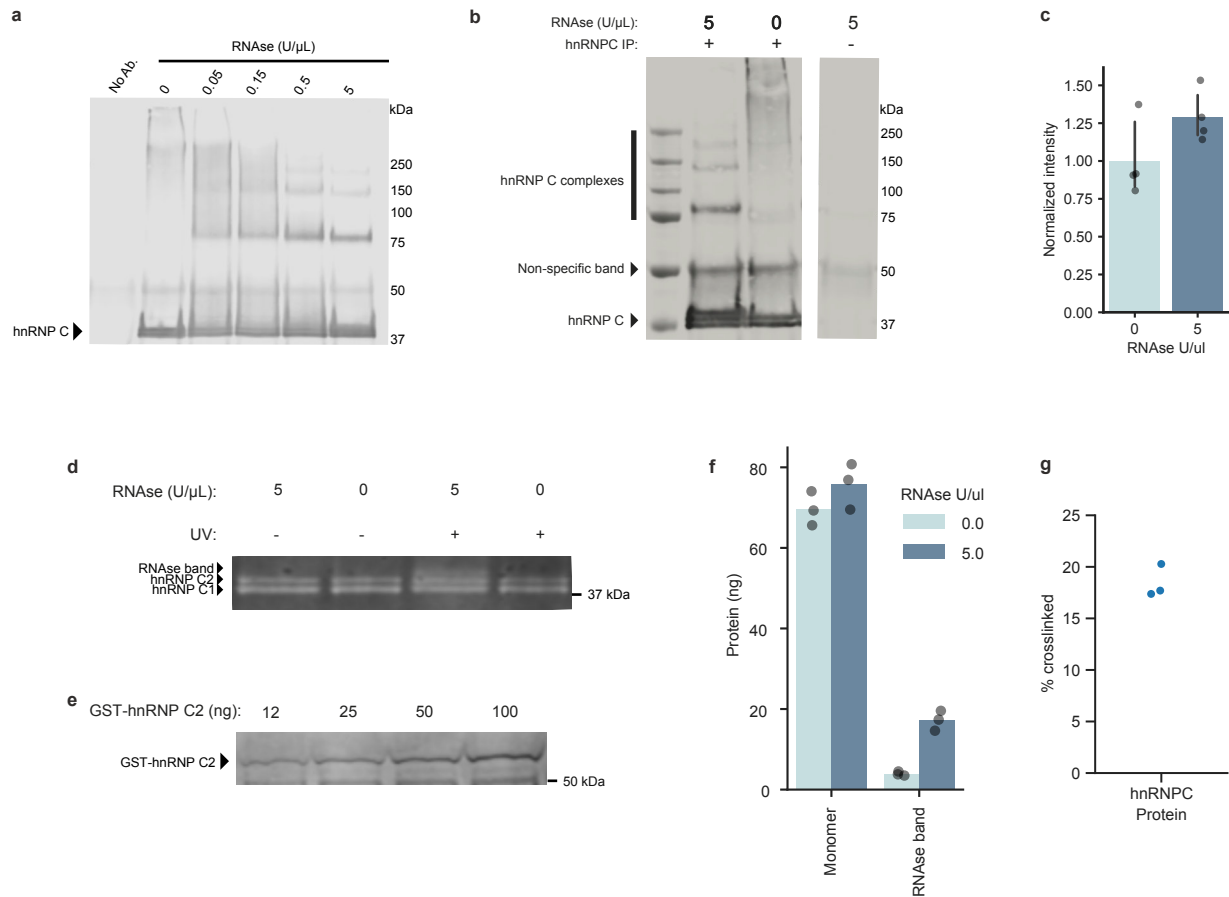 a
RNAse (U/µL)
No Ab.
0
0.05
0.15
0.5
5
kDa
250
150
100
75
50
37
hnRNP C
b
RNAse (U/µL): 5 0 5
hnRNPC IP: + + -
kDa
250
150
100
75
50
37
hnRNP C complexes
Non-specific band
hnRNP C
c
Normalized intensity
1.50
1.25
1.00
0.75
0.50
0.25
0.00
0 5
RNAse U/ul
d
RNAse (U/µL): 5 0 5 0
UV: - - + +
RNAse band
hnRNP C2
hnRNP C1
37 kDa
e
GST-hnRNP C2 (ng): 12 25 50 100
GST-hnRNP C2
50 kDa
f
Protein (ng)
80
60
40
20
0
Monomer
RNAse band
RNAse U/ul
0.0
5.0
g
% crosslinked
25
20
15
10
5
0
hnRNPC
Protein